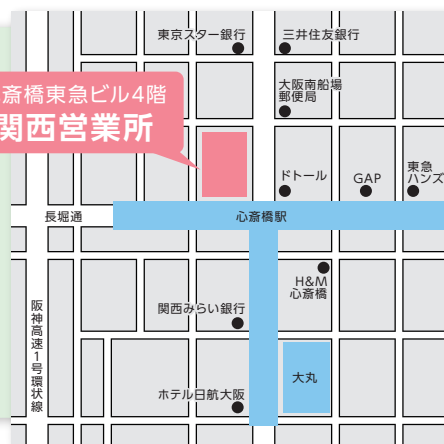 東京スター銀行
三井住友銀行
大阪南船場
郵便局
斎橋東急ビル4階
関西営業所
ドトール
GAP
東急
ハンズ
長堀通
心斎橋駅
H&M
心斎橋
関西みらい銀行
阪神高速1号環状線
大丸
ホテル日航大阪